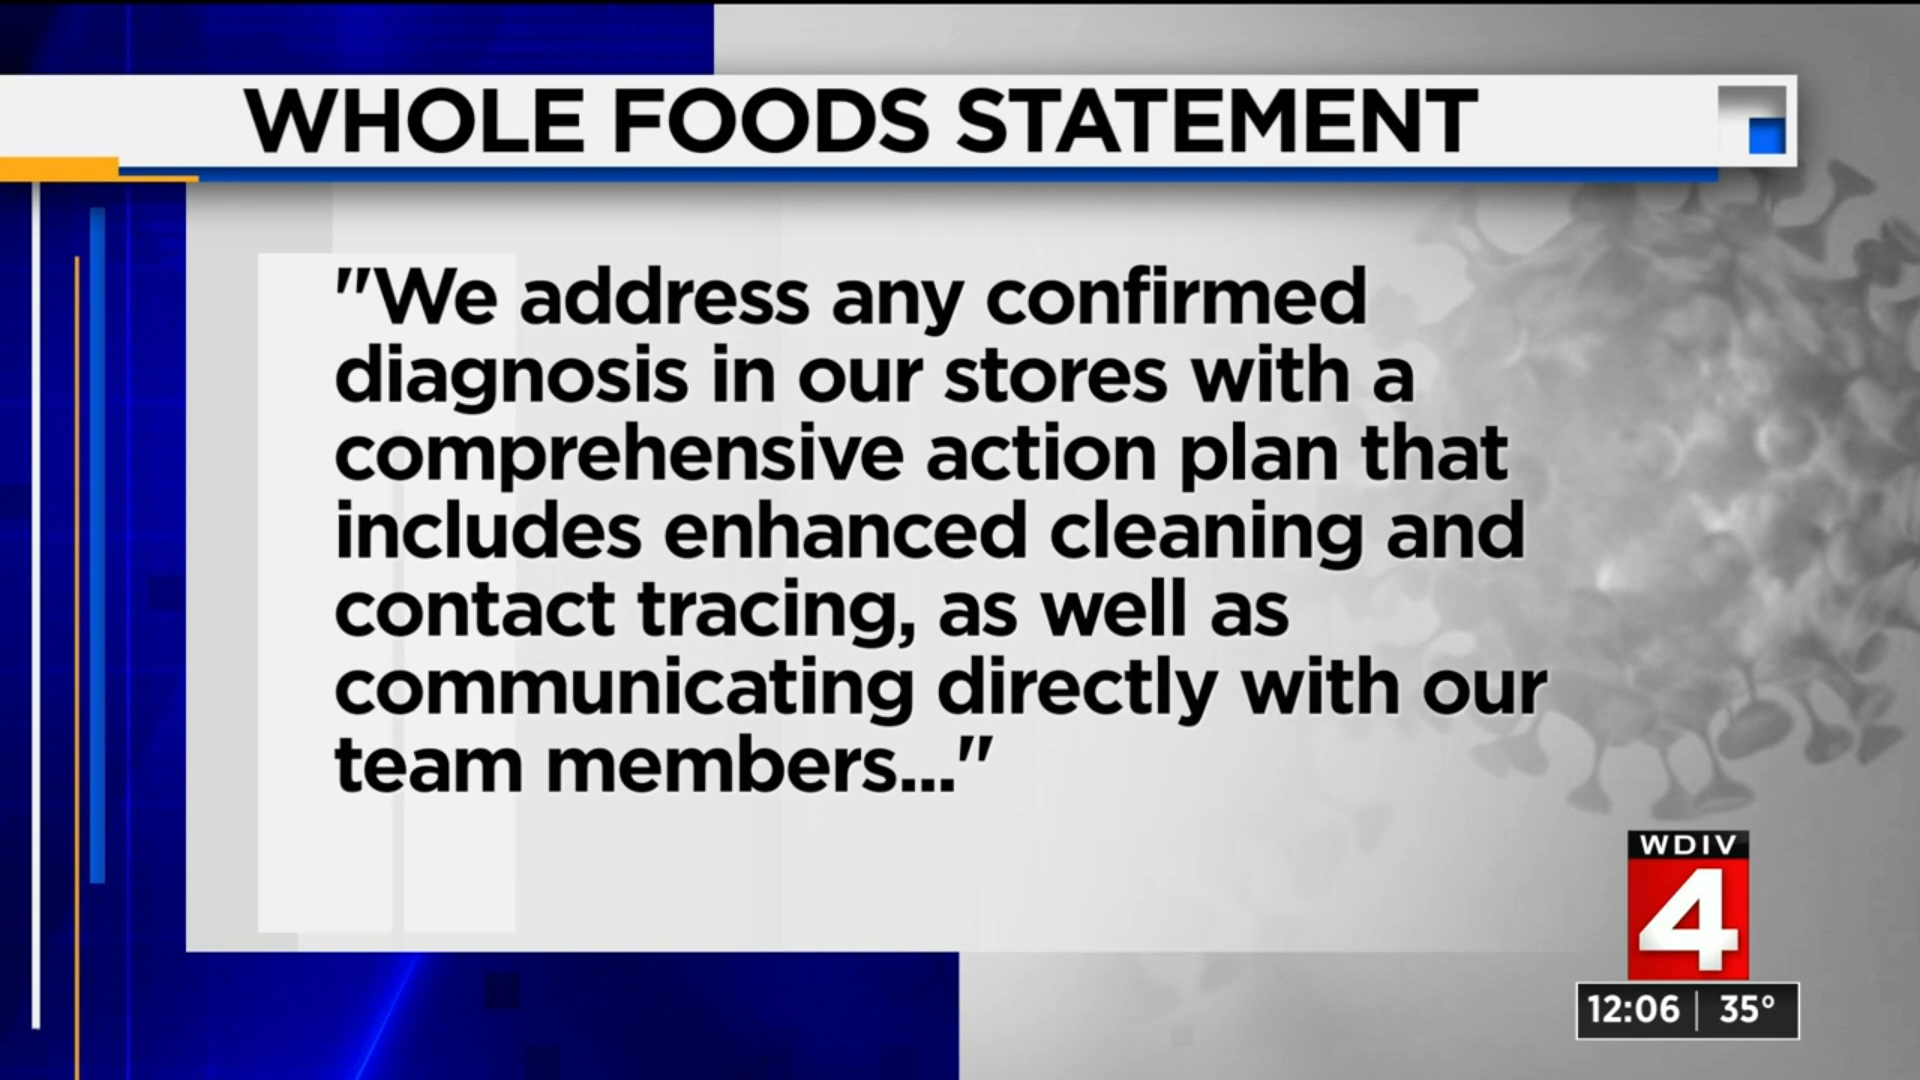 WHOLE FOODS STATEMENT
"We address any confirmed
diagnosis in our stores with a
comprehensive action plan that
includes enhanced cleaning and
contact tracing, as well as
communicating directly with our
team members..."
WDIV
4
12:06 35°